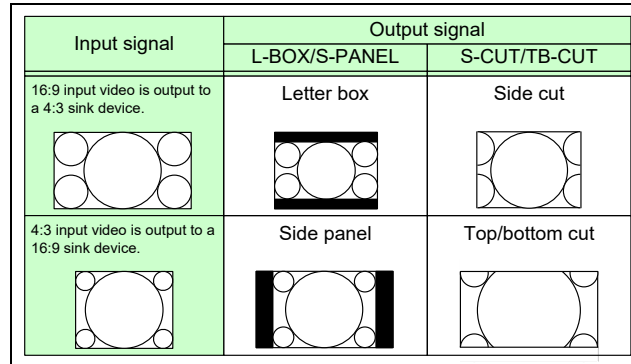 Input signal
Output signal
L-BOX/S-PANEL
S-CUT/TB-CUT
16:9 input video is output to
a 4:3 sink device.
Letter box
Side cut
4:3 input video is output to a
16:9 sink device.
Side panel
Top/bottom cut